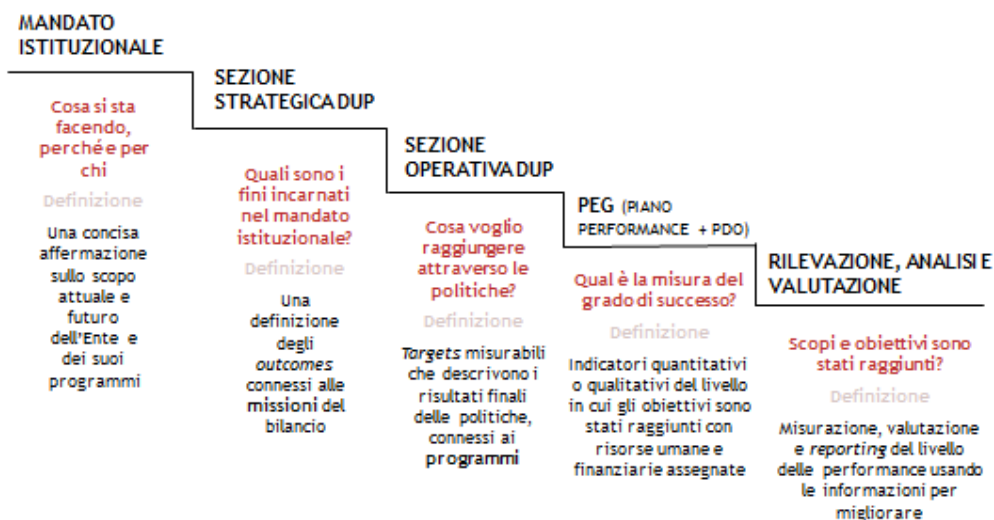 MANDATO
ISTITUZIONALE
Cosa si sta
facendo,
perché e per
chi
Definizione
Una concisa
affermazione
sullo scopo
attuale e
futuro
dell'Ente e
dei suoi
programmi
SEZIONE
STRATEGICA DUP
Quali sono i
fini incarnati
nel mandato
istituzionale?
Definizione
Una
definizione
degli
outcomes
connessi alle
missioni del
bilancio
SEZIONE
OPERATIVA DUP
Cosa voglio
raggiungere
attraverso le
politiche?
Definizione
Targets misurabili
che descrivono i
risultati finali
delle politiche,
connessi ai
programmi
PEG (PIANO
PERFORMANCE + PDO)
Qual è la misura del
grado di successo?
Definizione
Indicatori quantitativi
o qualitativi del livello
in cui gli obiettivi sono
stati raggiunti con
risorse umane e
finanziarie assegnate
RILEVAZIONE, ANALISI E
VALUTAZIONE
Scopi e obiettivi sono
stati raggiunti?
Definizione
Misurazione, valutazione
e reporting del livello
delle performance usando
le informazioni per
migliorare